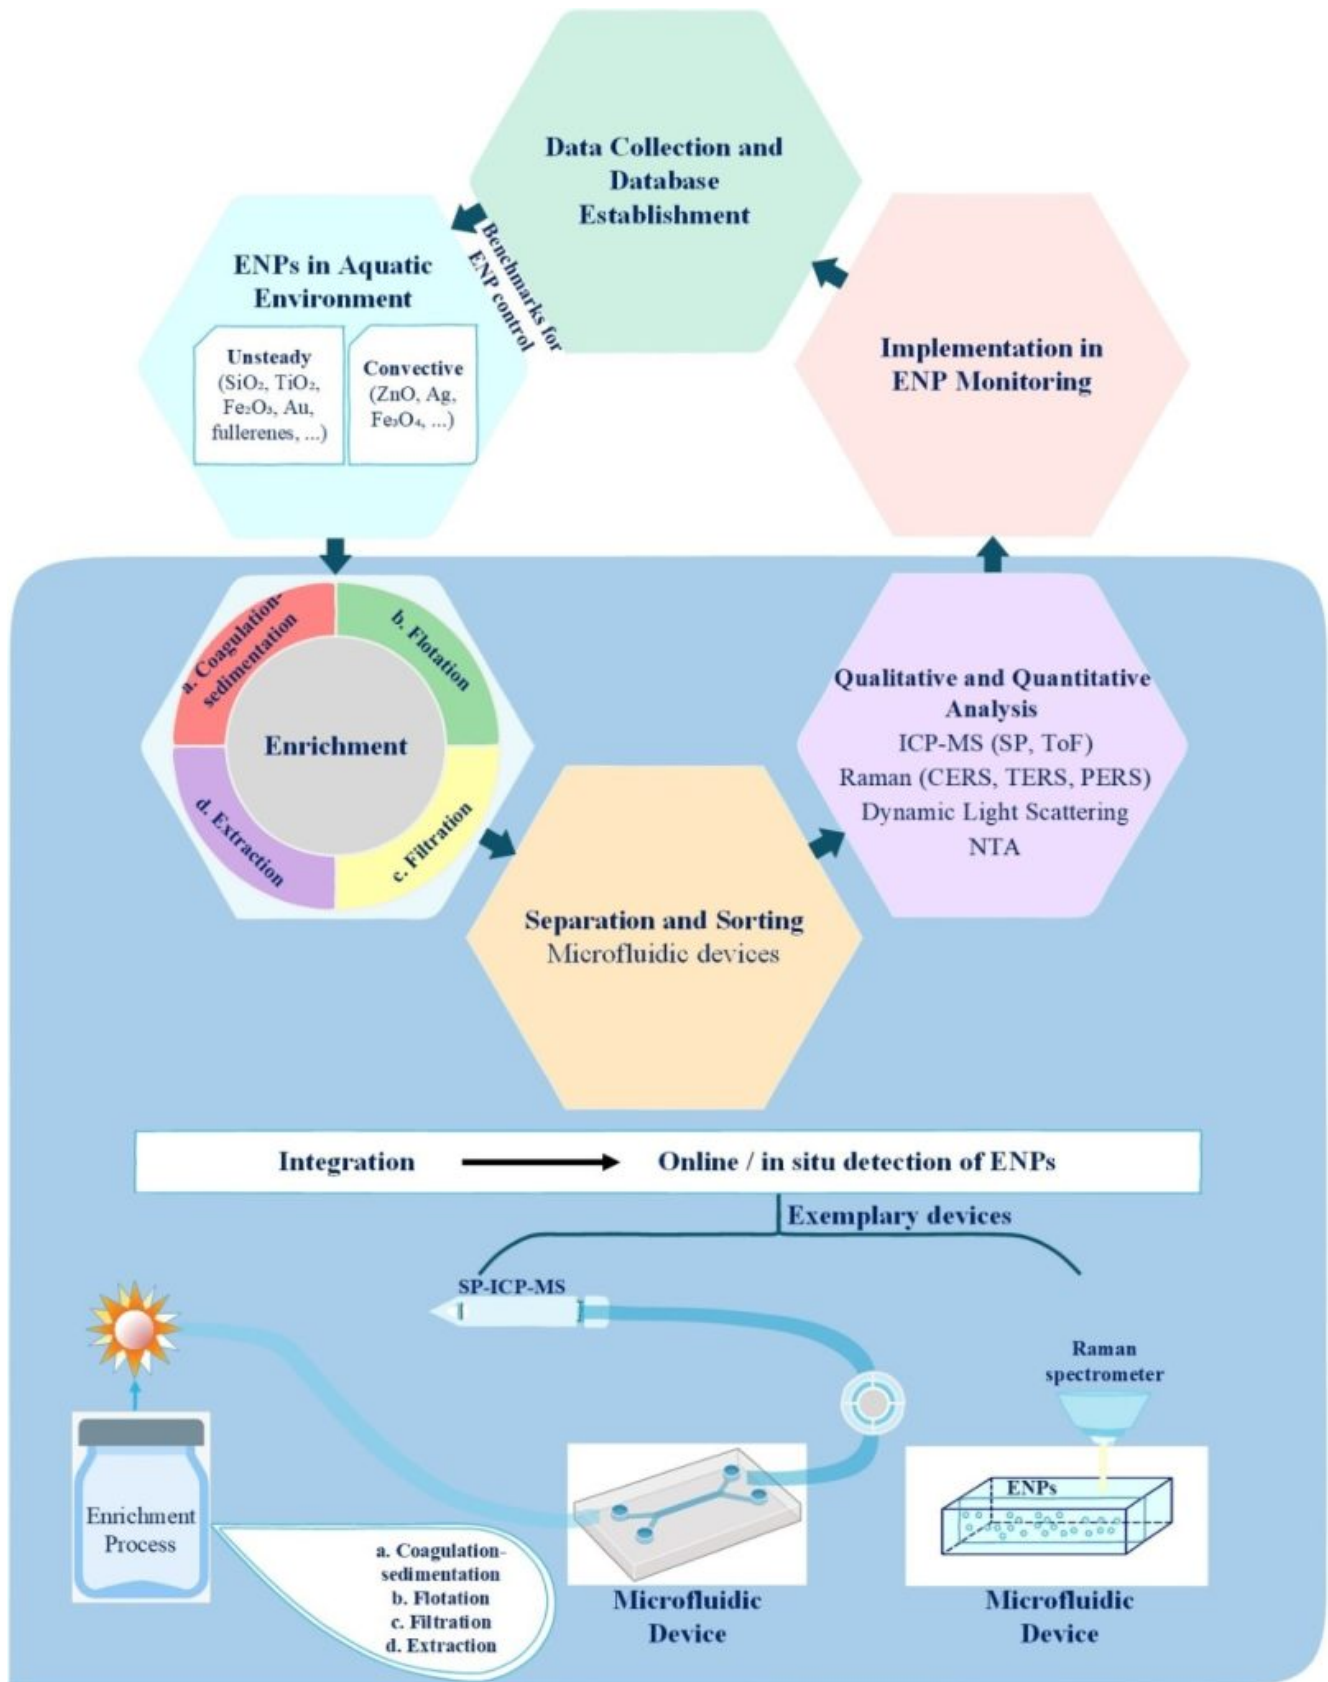 Data Collection and
Database
Establishment
Benchmarks for
ENP control
ENPs in Aquatic
Environment
Unsteady
(SiO₂, TiO₂,
Fe₂O₃, Au,
fullerenes, ...)
Convective
(ZnO, Ag,
Fe₃O₄, ...)
Implementation in
ENP Monitoring
a. Coagulation-
sedimentation
b. Flotation
Enrichment
d. Extraction
c. Filtration
Qualitative and Quantitative
Analysis
ICP-MS (SP, ToF)
Raman (CERS, TERS, PERS)
Dynamic Light Scattering
NTA
Separation and Sorting
Microfluidic devices
Integration
Online / in situ detection of ENPs
Exemplary devices
SP-ICP-MS
Raman
spectrometer
ENPs
Enrichment
Process
a. Coagulation-
sedimentation
b. Flotation
c. Filtration
d. Extraction
Microfluidic
Device
Microfluidic
Device